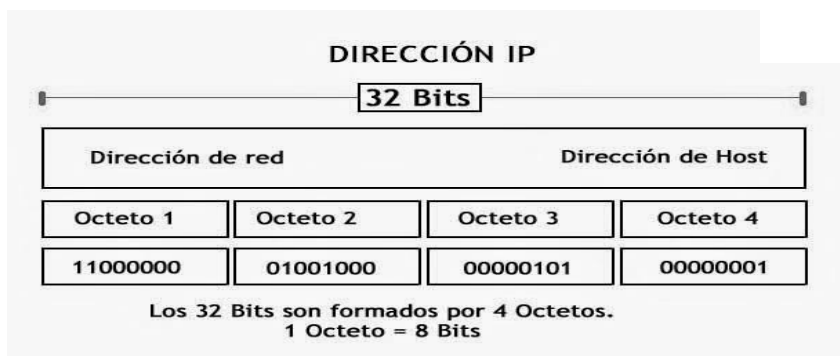 DIRECCIÓN IP
32 Bits
Dirección de red Dirección de Host
Octeto 1 Octeto 2 Octeto 3 Octeto 4
11000000 01001000 00000101 00000001
Los 32 Bits son formados por 4 Octetos.
1 Octeto = 8 Bits